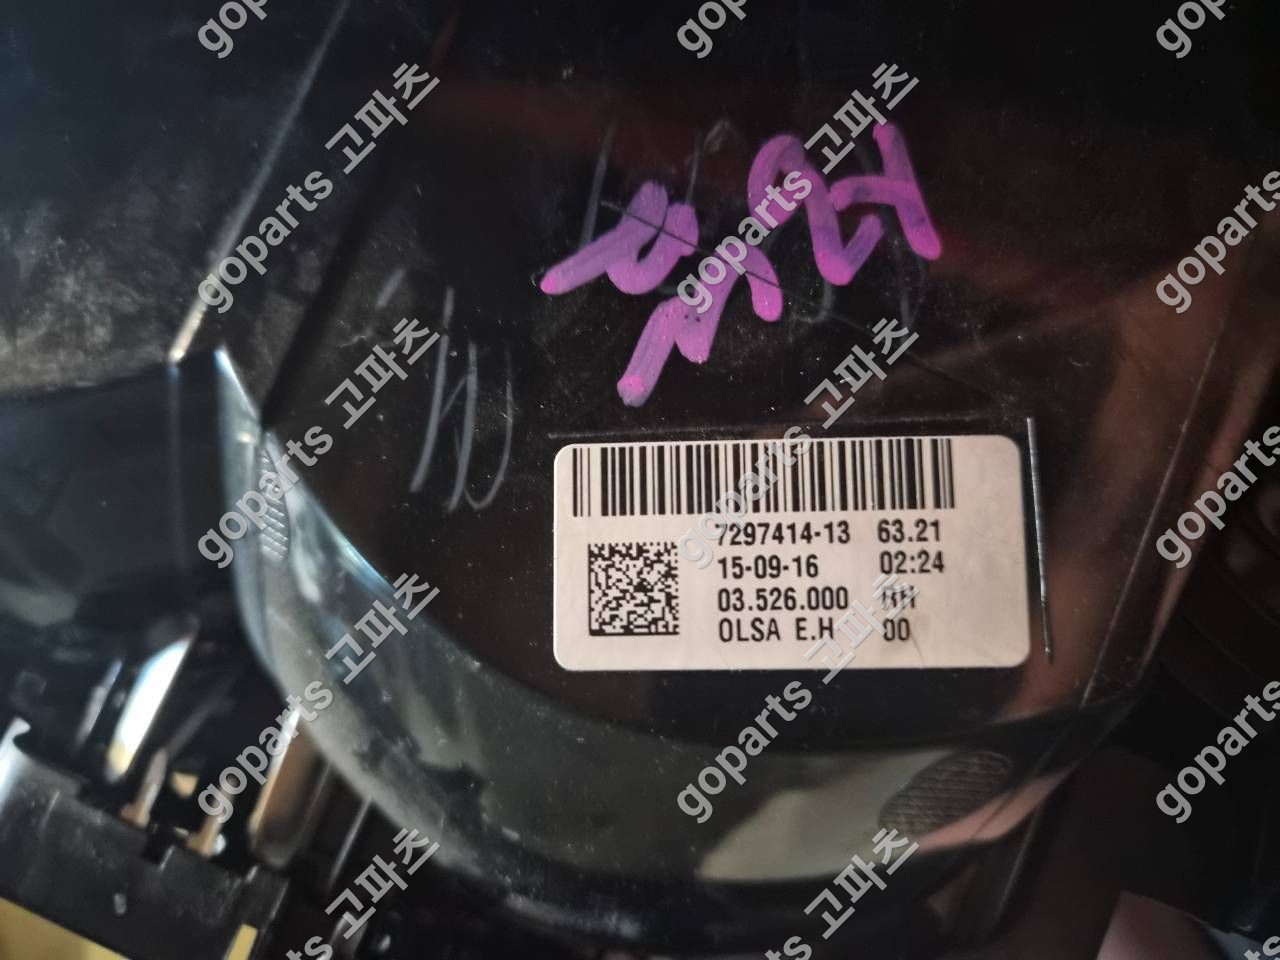 7297414-13 63.21
15-09-16 02:24
03.526.000 RH
OLSA E.H 00
goparts 고파츠